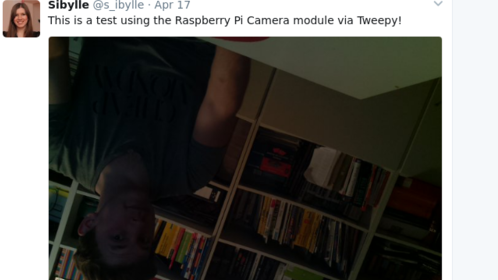 Sibylle @s_ibylle · Apr 17
This is a test using the Raspberry Pi Camera module via Tweepy!